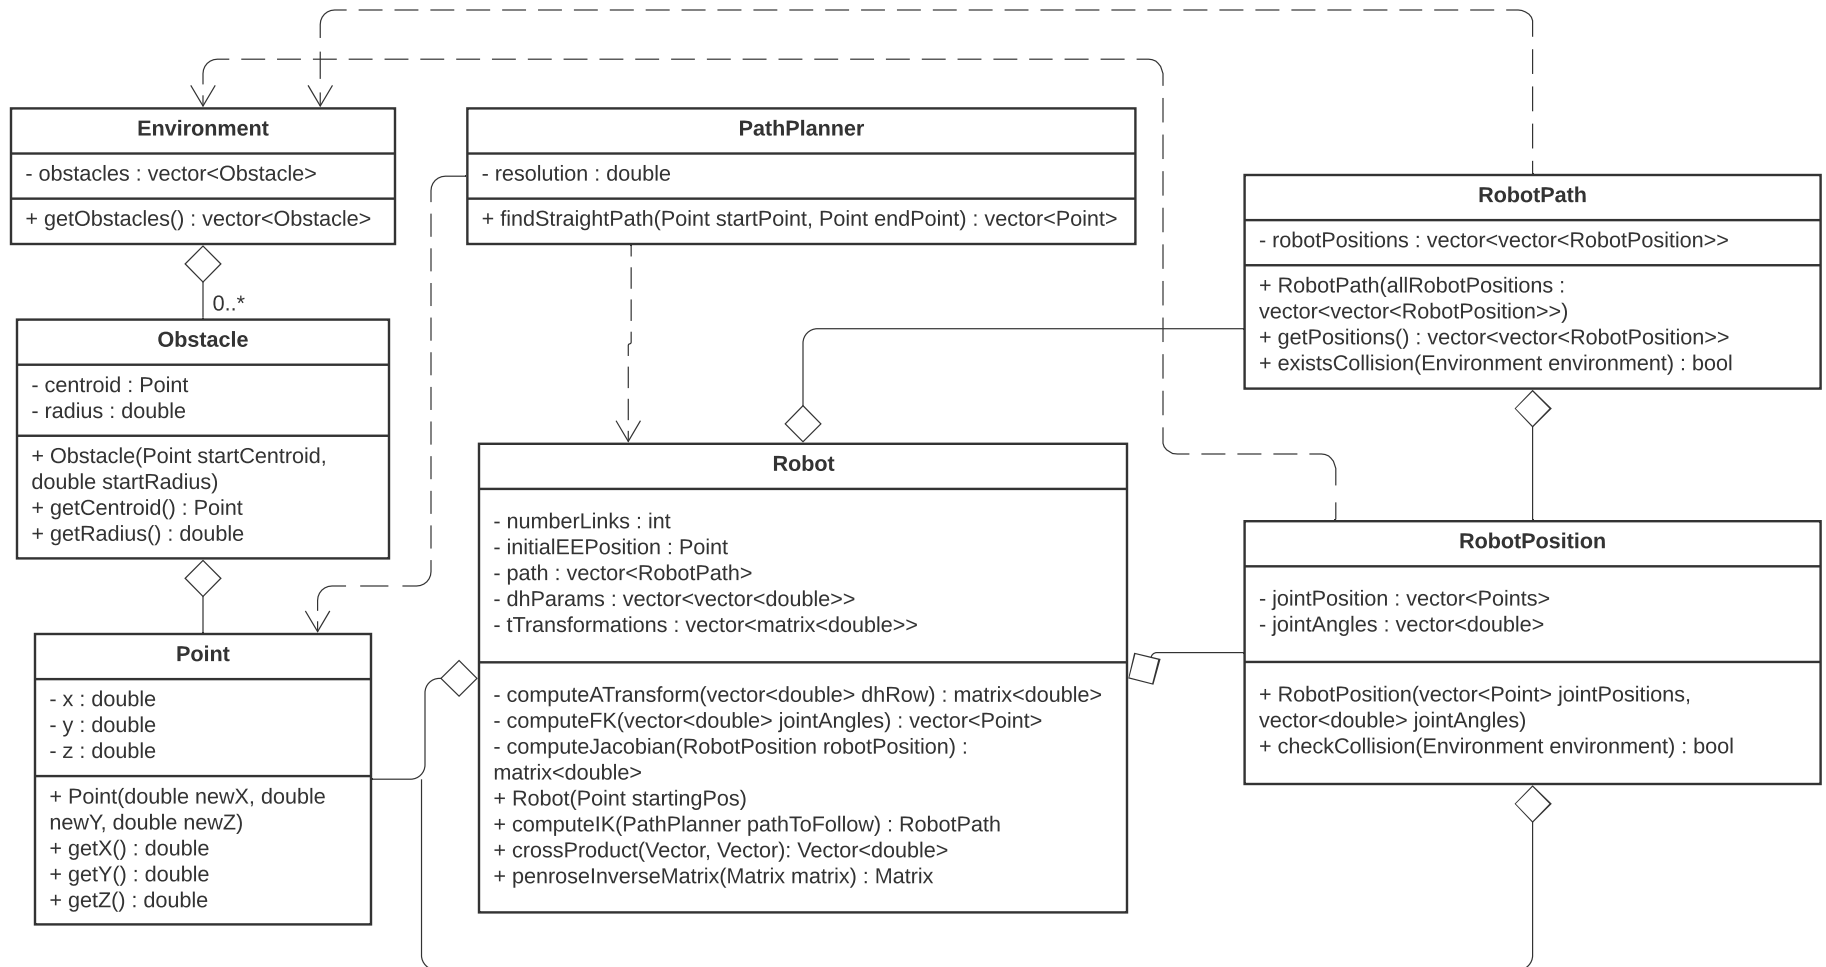 Environment
- obstacles : vector<Obstacle>
+ getObstacles() : vector<Obstacle>
0..*
PathPlanner
- resolution : double
+ findStraightPath(Point startPoint, Point endPoint) : vector<Point>
RobotPath
- robotPositions : vector<vector<RobotPosition>>
+ RobotPath(allRobotPositions :
vector<vector<RobotPosition>>)
+ getPositions() : vector<vector<RobotPosition>>
+ existsCollision(Environment environment) : bool
Obstacle
- centroid : Point
- radius : double
+ Obstacle(Point startCentroid,
double startRadius)
+ getCentroid() : Point
+ getRadius() : double
Robot
- numberLinks : int
- initialEEPosition : Point
- path : vector<RobotPath>
- dhParams : vector<vector<double>>
- tTransformations : vector<matrix<double>>
- computeATransform(vector<double> dhRow) : matrix<double>
- computeFK(vector<double> jointAngles) : vector<Point>
- computeJacobian(RobotPosition robotPosition) :
matrix<double>
+ Robot(Point startingPos)
+ computeIK(PathPlanner pathToFollow) : RobotPath
+ crossProduct(Vector, Vector): Vector<double>
+ penroseInverseMatrix(Matrix matrix) : Matrix
RobotPosition
- jointPosition : vector<Points>
- jointAngles : vector<double>
+ RobotPosition(vector<Point> jointPositions,
vector<double> jointAngles)
+ checkCollision(Environment environment) : bool
Point
- x : double
- y : double
- z : double
+ Point(double newX, double
newY, double newZ)
+ getX() : double
+ getY() : double
+ getZ() : double